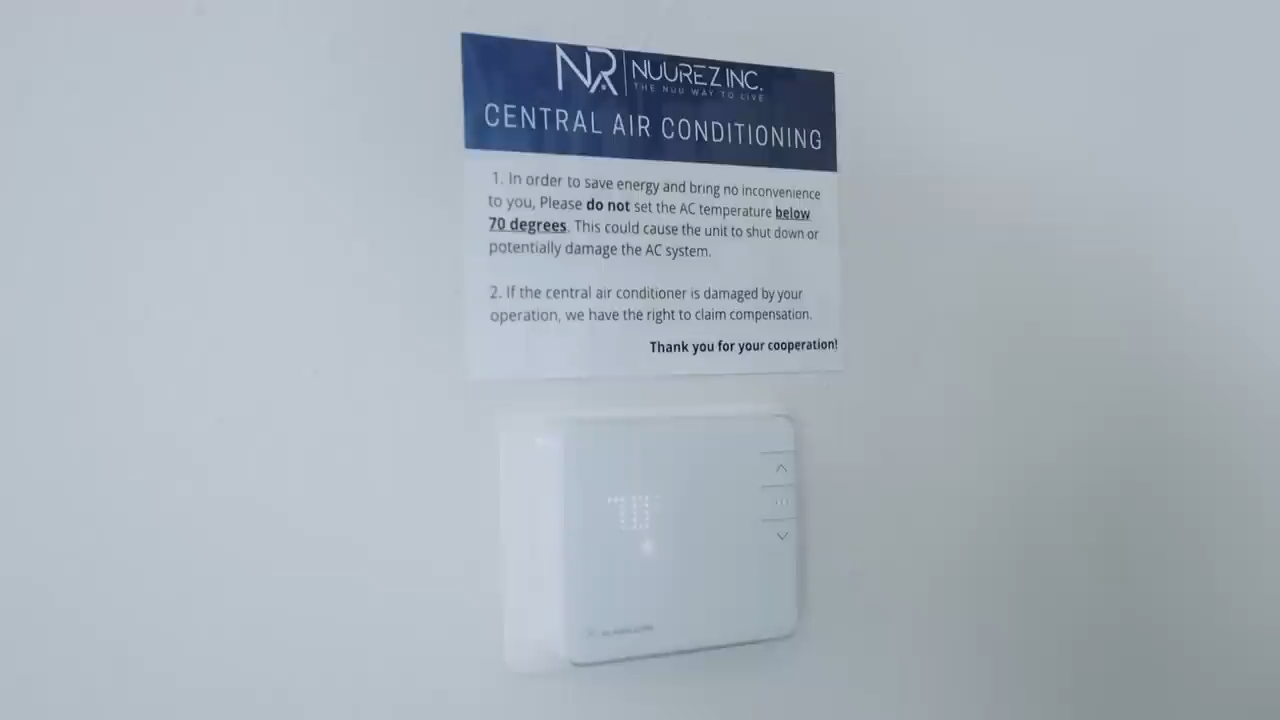 NR NUUREZ INC.
THE NUU WAY TO LIVE
CENTRAL AIR CONDITIONING
1. In order to save energy and bring no inconvenience
to you, Please do not set the AC temperature below
70 degrees. This could cause the unit to shut down or
potentially damage the AC system.
2. If the central air conditioner is damaged by your
operation, we have the right to claim compensation.
Thank you for your cooperation!